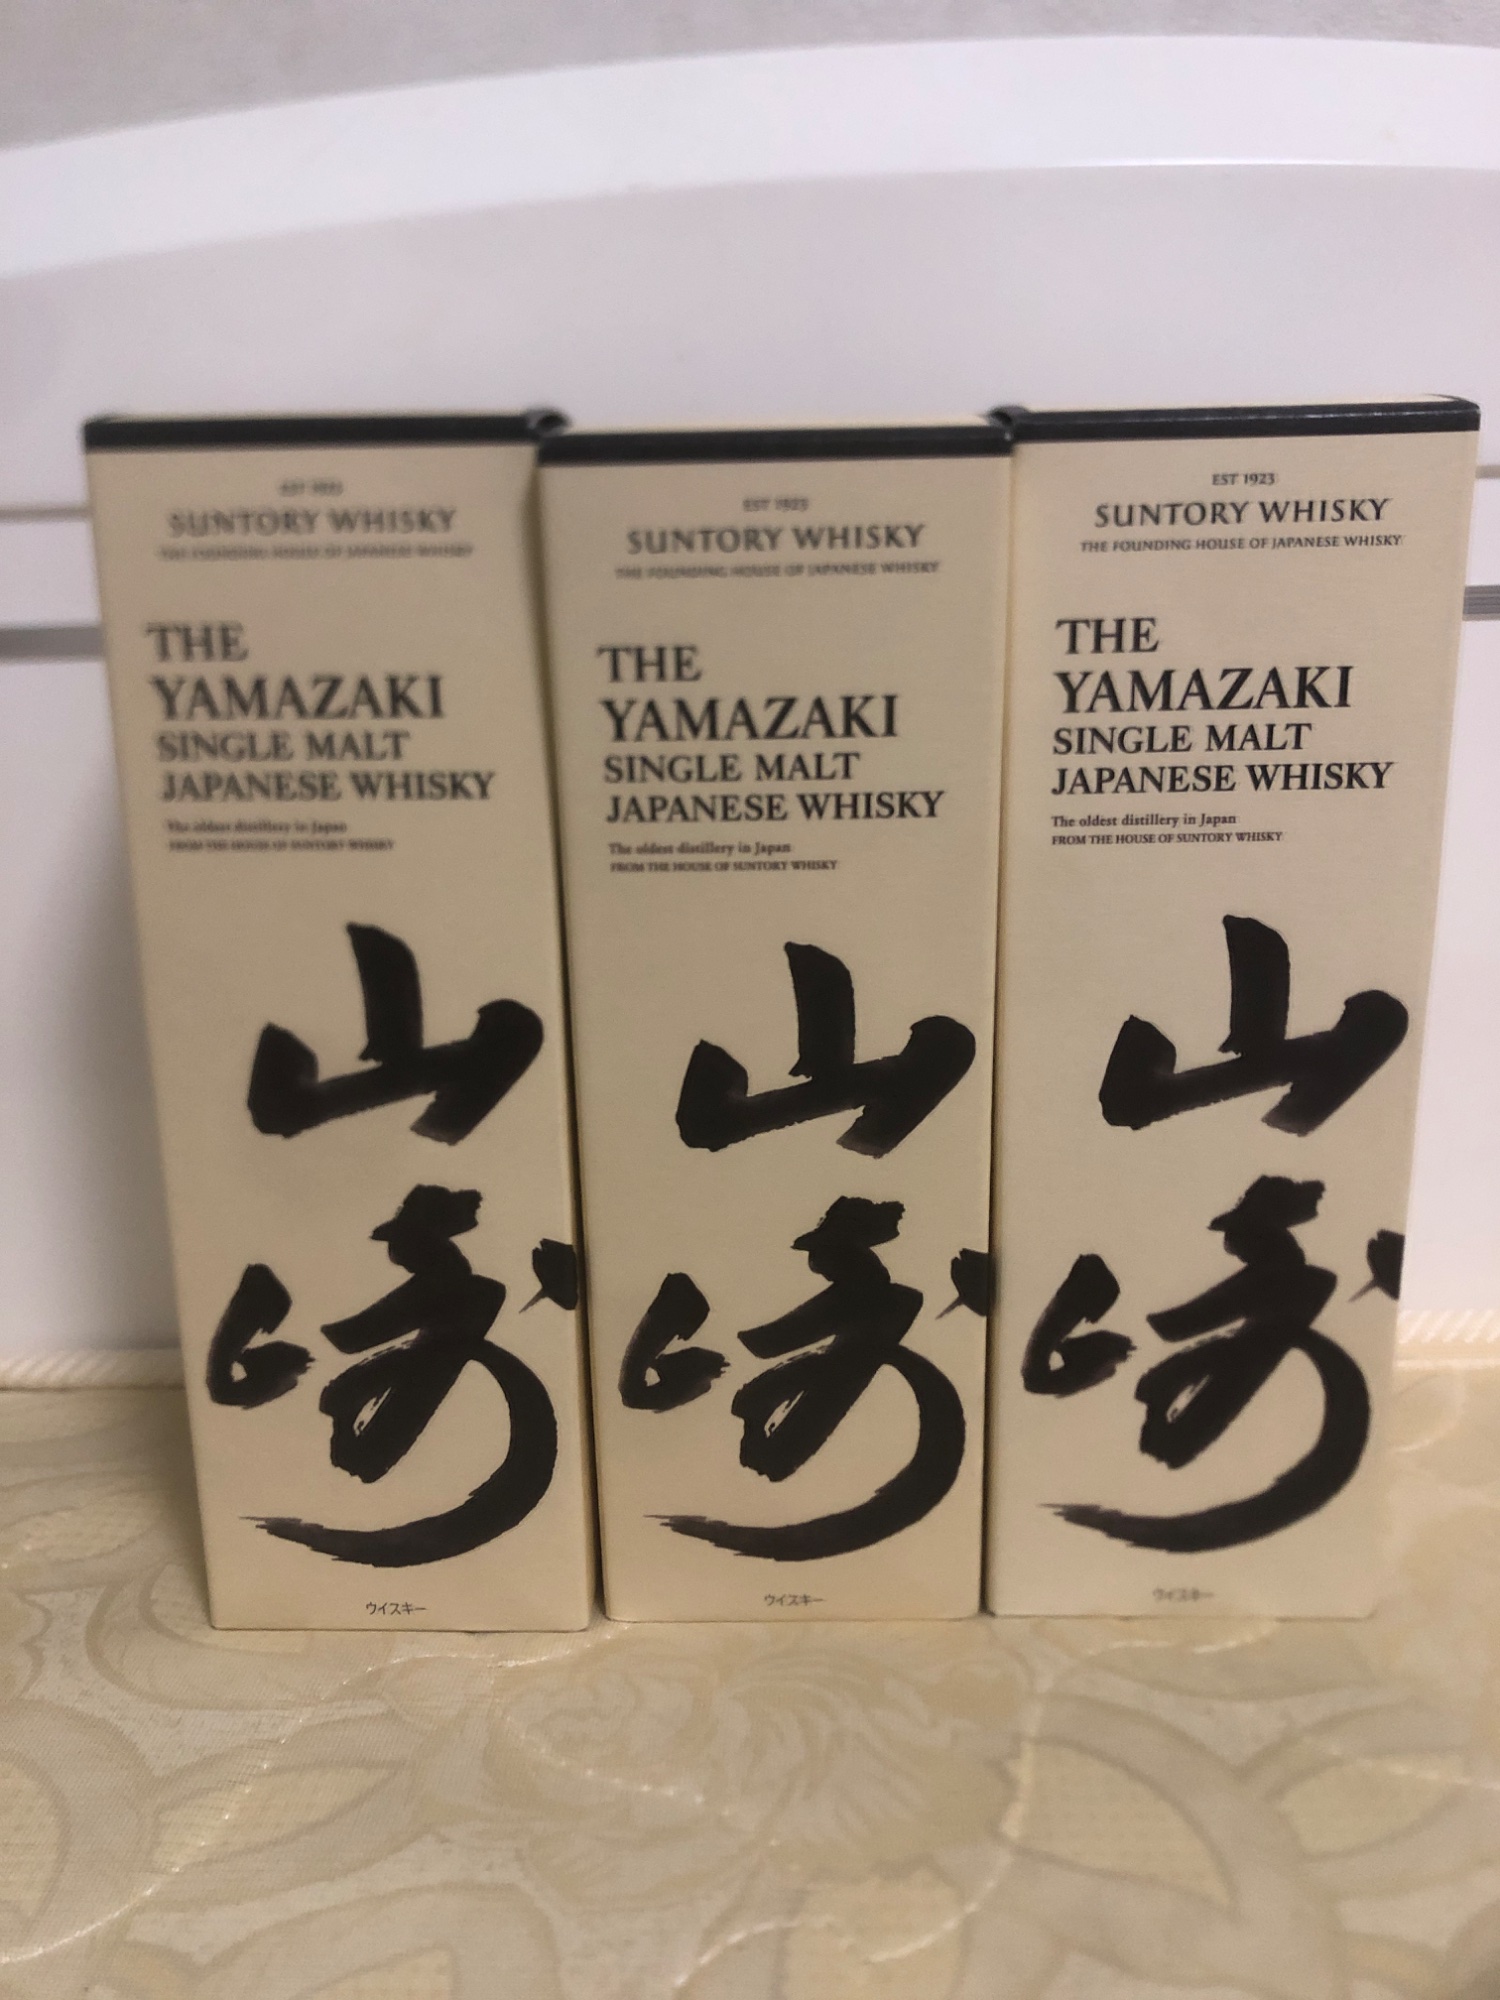 EST 1923
SUNTORY WHISKY
THE FOUNDING HOUSE OF JAPANESE WHISKY
THE
YAMAZAKI
SINGLE MALT
JAPANESE WHISKY
The oldest distillery in Japan
FROM THE HOUSE OF SUNTORY WHISKY
山
崎
ウイスキー
EST 1923
SUNTORY WHISKY
THE FOUNDING HOUSE OF JAPANESE WHISKY
THE
YAMAZAKI
SINGLE MALT
JAPANESE WHISKY
The oldest distillery in Japan
FROM THE HOUSE OF SUNTORY WHISKY
山
崎
ウイスキー
EST 1923
SUNTORY WHISKY
THE FOUNDING HOUSE OF JAPANESE WHISKY
THE
YAMAZAKI
SINGLE MALT
JAPANESE WHISKY
The oldest distillery in Japan
FROM THE HOUSE OF SUNTORY WHISKY
山
崎
ウイスキー